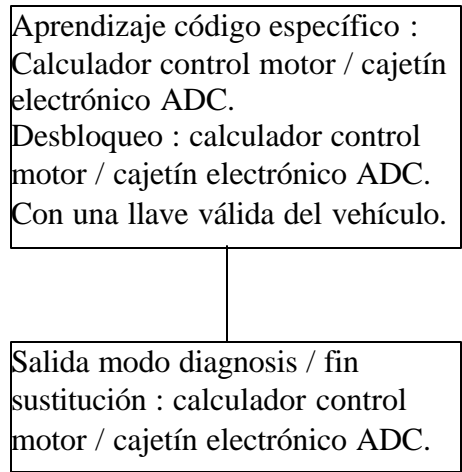 Aprendizaje código específico :
Calculador control motor / cajetín
electrónico ADC.
Desbloqueo : calculador control
motor / cajetín electrónico ADC.
Con una llave válida del vehículo.
Salida modo diagnosis / fin
sustitución : calculador control
motor / cajetín electrónico ADC.